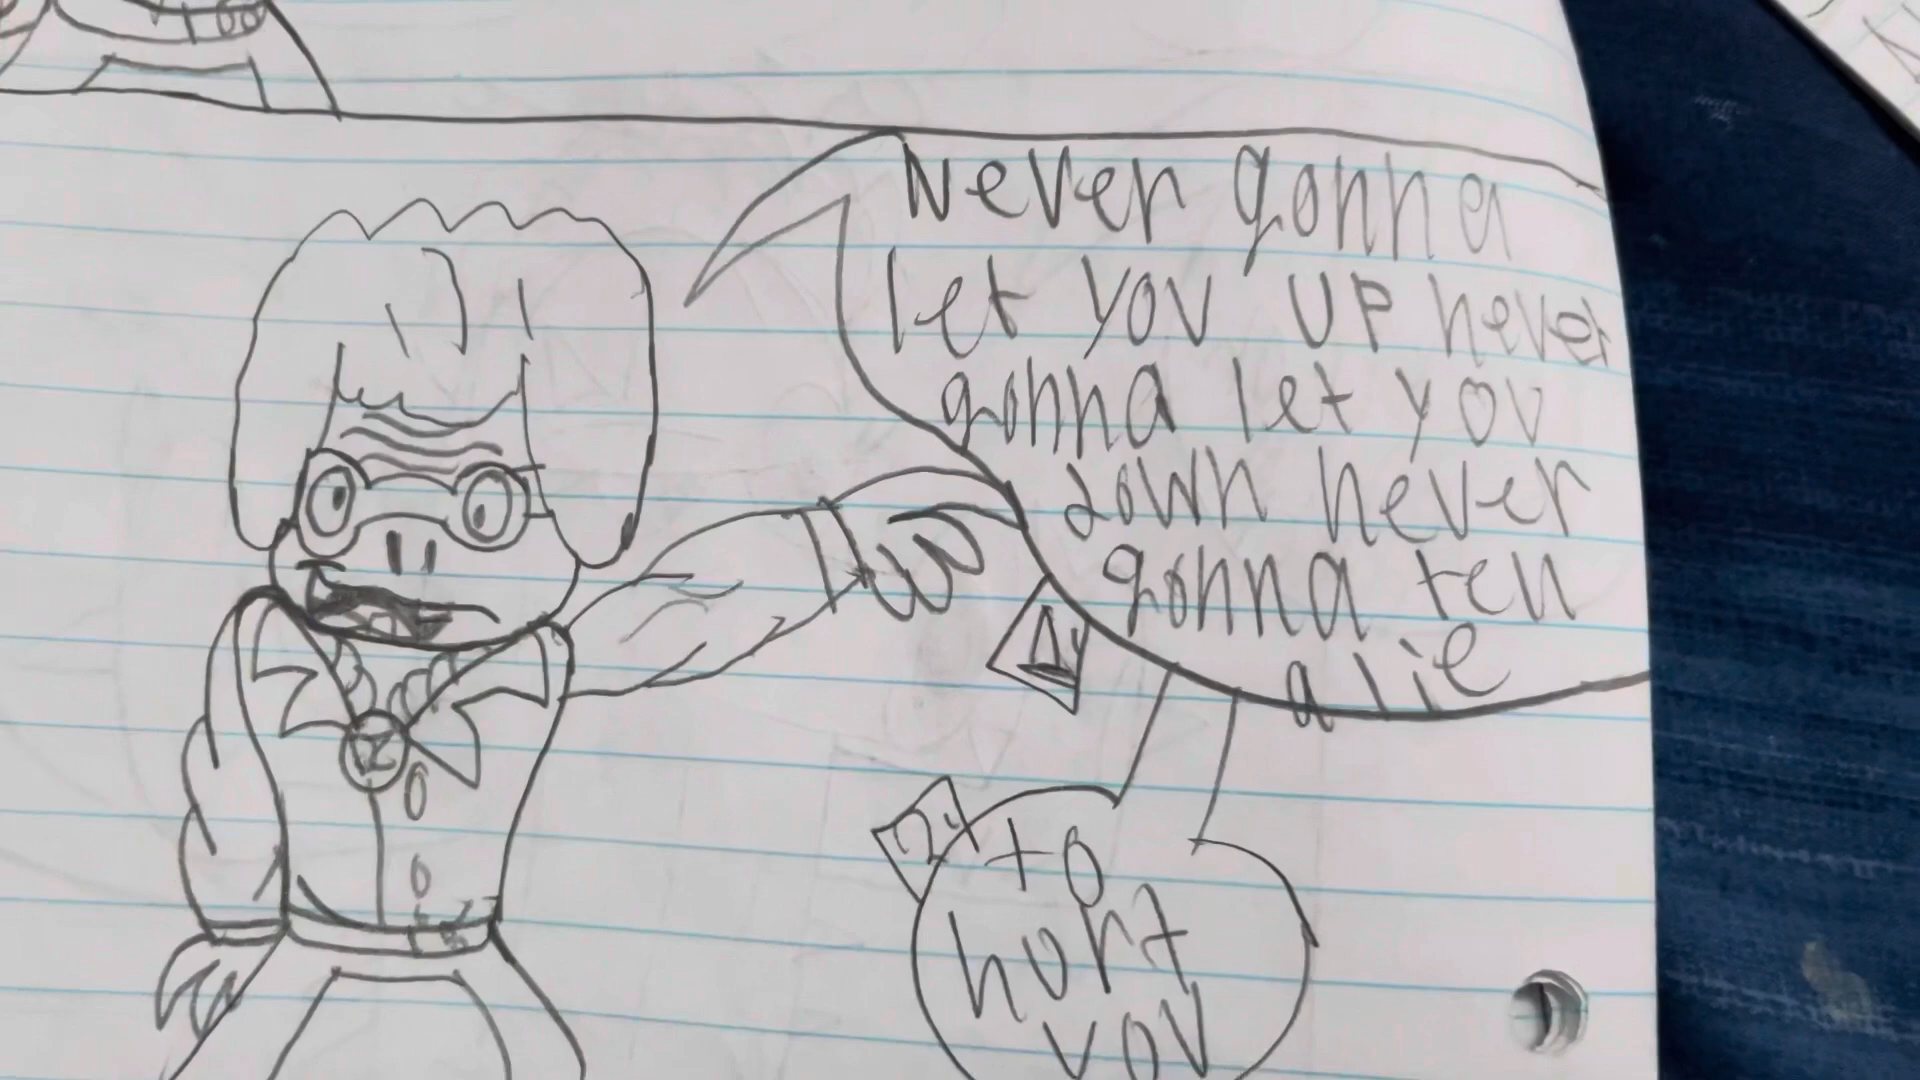 Never gonna
let you up never
gonna let you
down never
gonna tell
a lie
to
hurt
you
Z